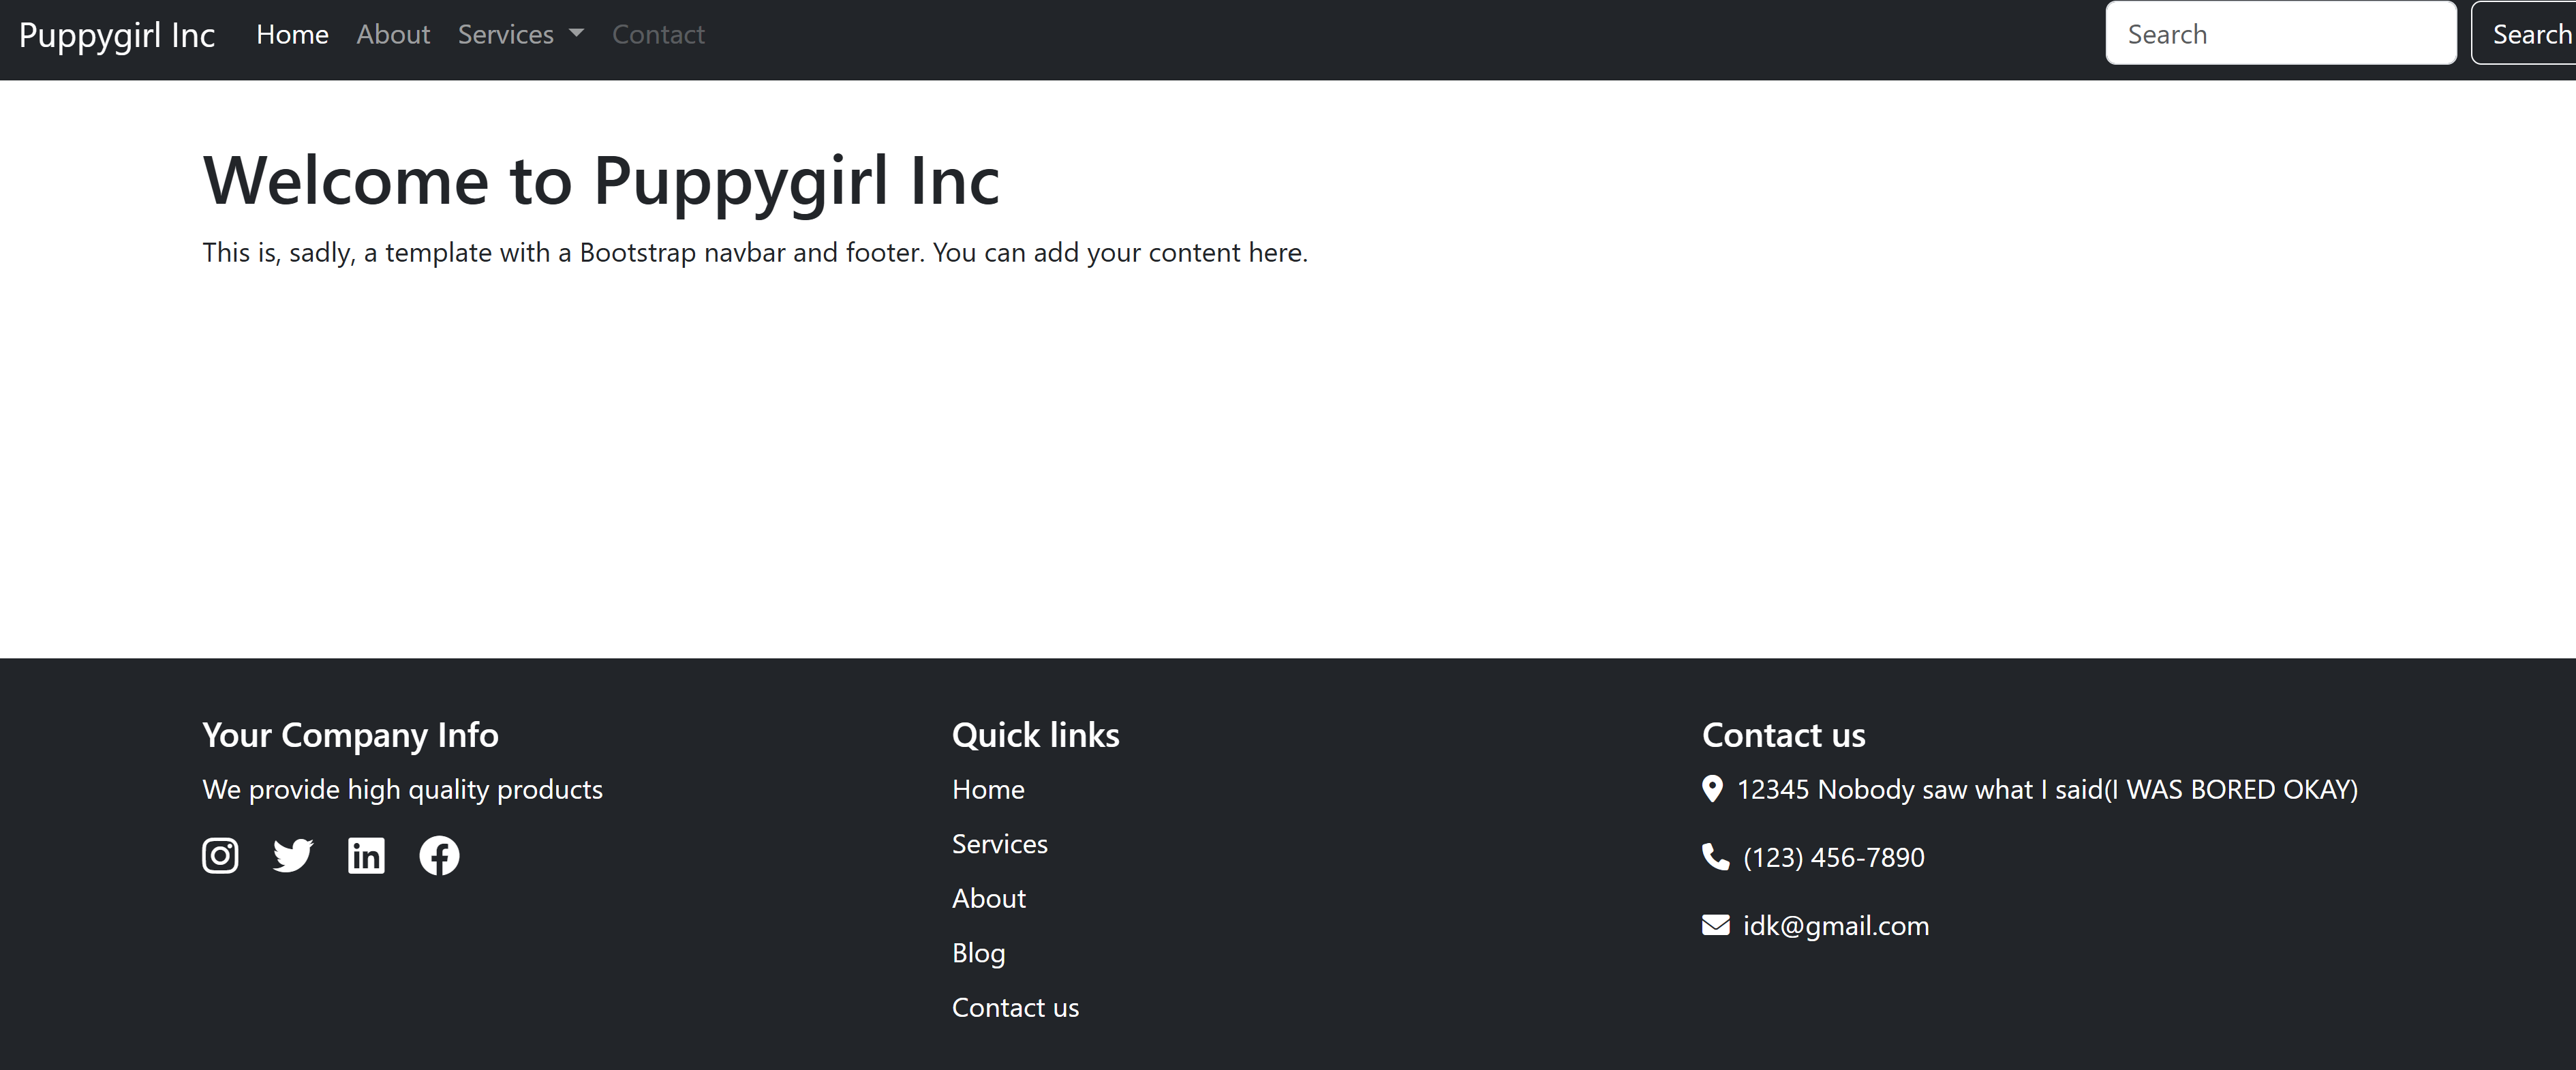 Puppygirl Inc Home About Services Contact Search Search
Welcome to Puppygirl Inc
This is, sadly, a template with a Bootstrap navbar and footer. You can add your content here.
Your Company Info
We provide high quality products
Quick links
Home
Services
About
Blog
Contact us
Contact us
12345 Nobody saw what I said(I WAS BORED OKAY)
(123) 456-7890
idk@gmail.com